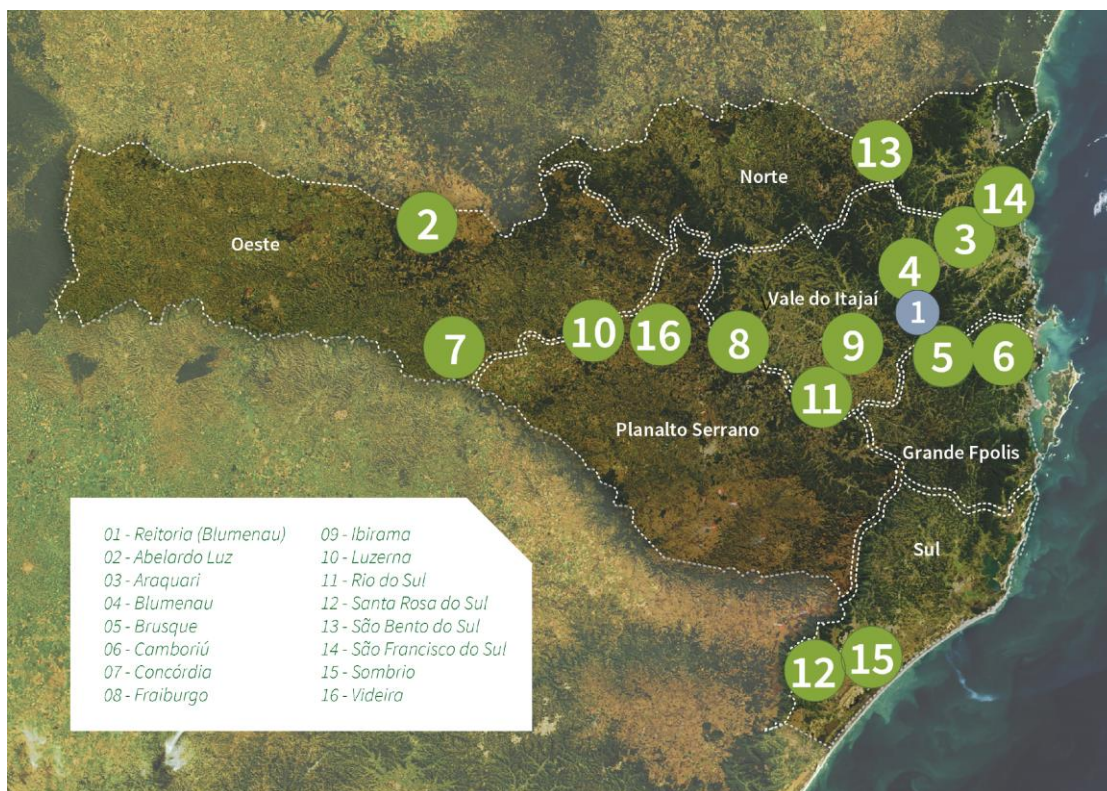 Norte
13
14
Oeste
2
3
4
Vale do Itajaí
1
7
10
16
8
9
5
6
11
Planalto Serrano
Grande Fpolis
Sul
12
15
01 - Reitoria (Blumenau)
02 - Abelardo Luz
03 - Araquari
04 - Blumenau
05 - Brusque
06 - Camboriú
07 - Concórdia
08 - Fraiburgo
09 - Ibirama
10 - Luzerna
11 - Rio do Sul
12 - Santa Rosa do Sul
13 - São Bento do Sul
14 - São Francisco do Sul
15 - Sombrio
16 - Videira